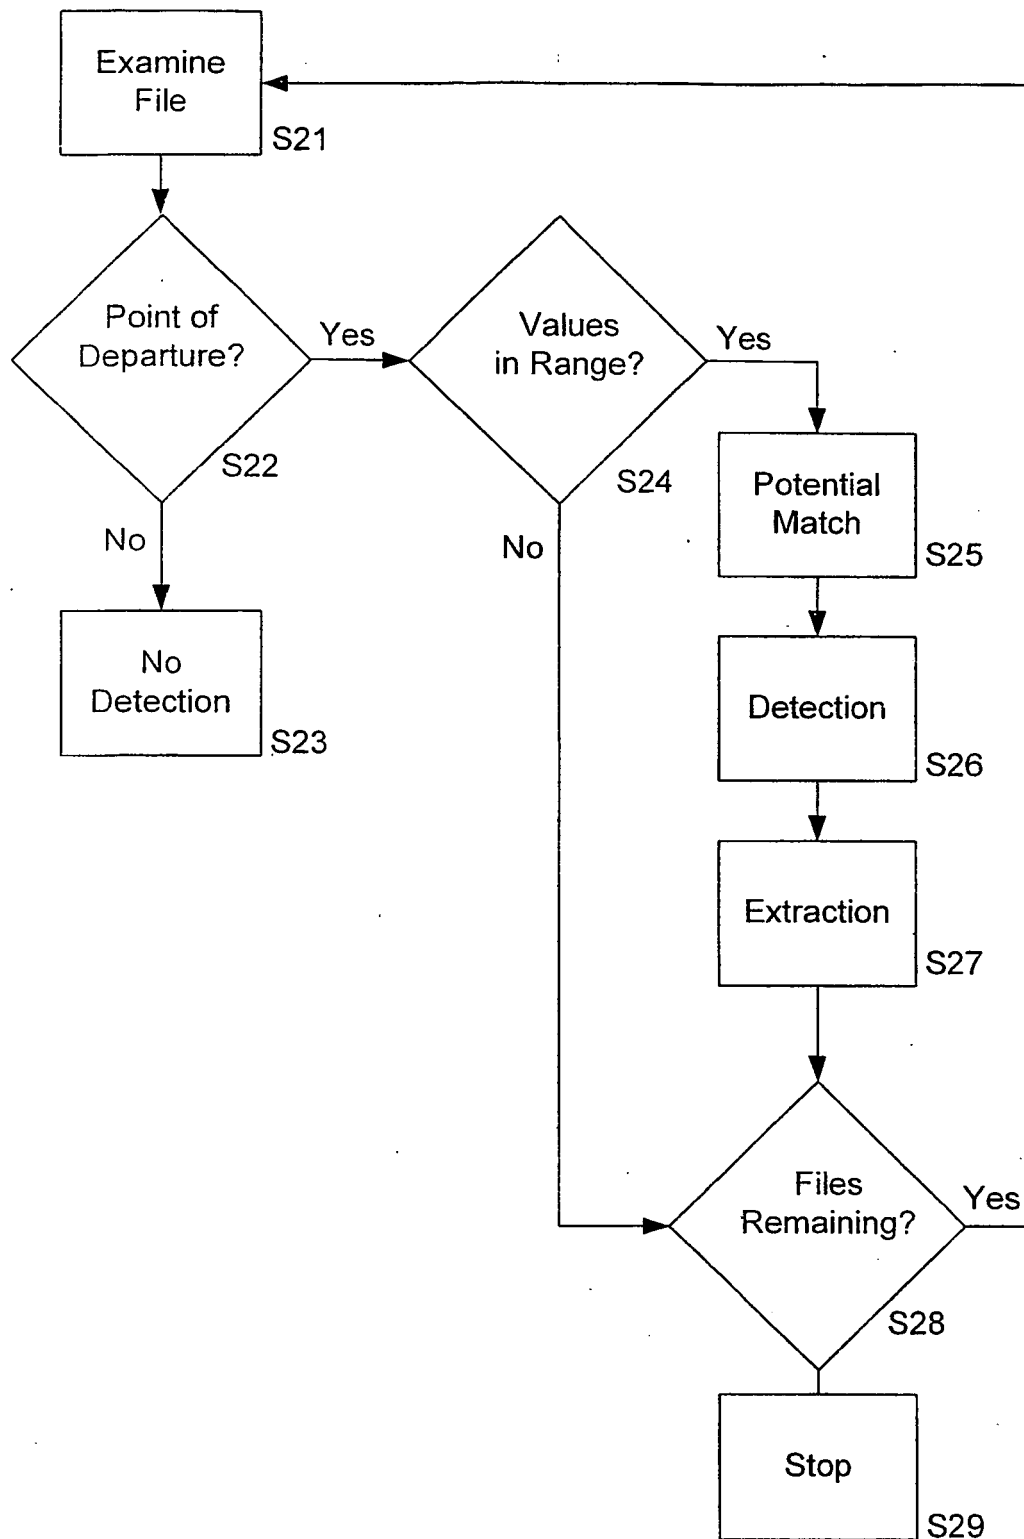 Examine
File
S21
Point of
Departure?
S22
Yes
No
No
Detection
S23
Values
in Range?
S24
Yes
No
Potential
Match
S25
Detection
S26
Extraction
S27
Files
Remaining?
S28
Yes
Stop
S29